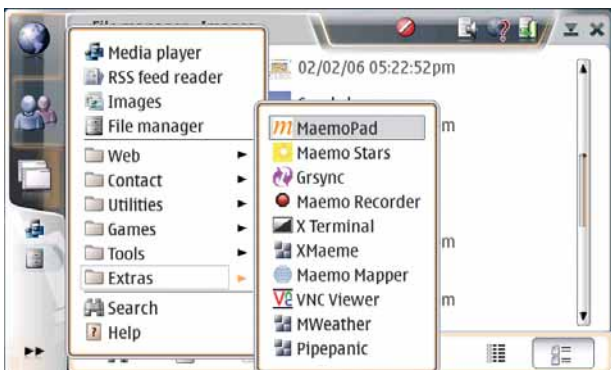 File manager - Images
Media player
RSS feed reader
Images
File manager
Web
Contact
Utilities
Games
Tools
Extras
Search
Help
02/02/06 05:22:52pm
m
MaemoPad
Maemo Stars
Grsync
Maemo Recorder
X Terminal
XMaeme
Maemo Mapper
VNC Viewer
MWeather
Pipepanic
m
m